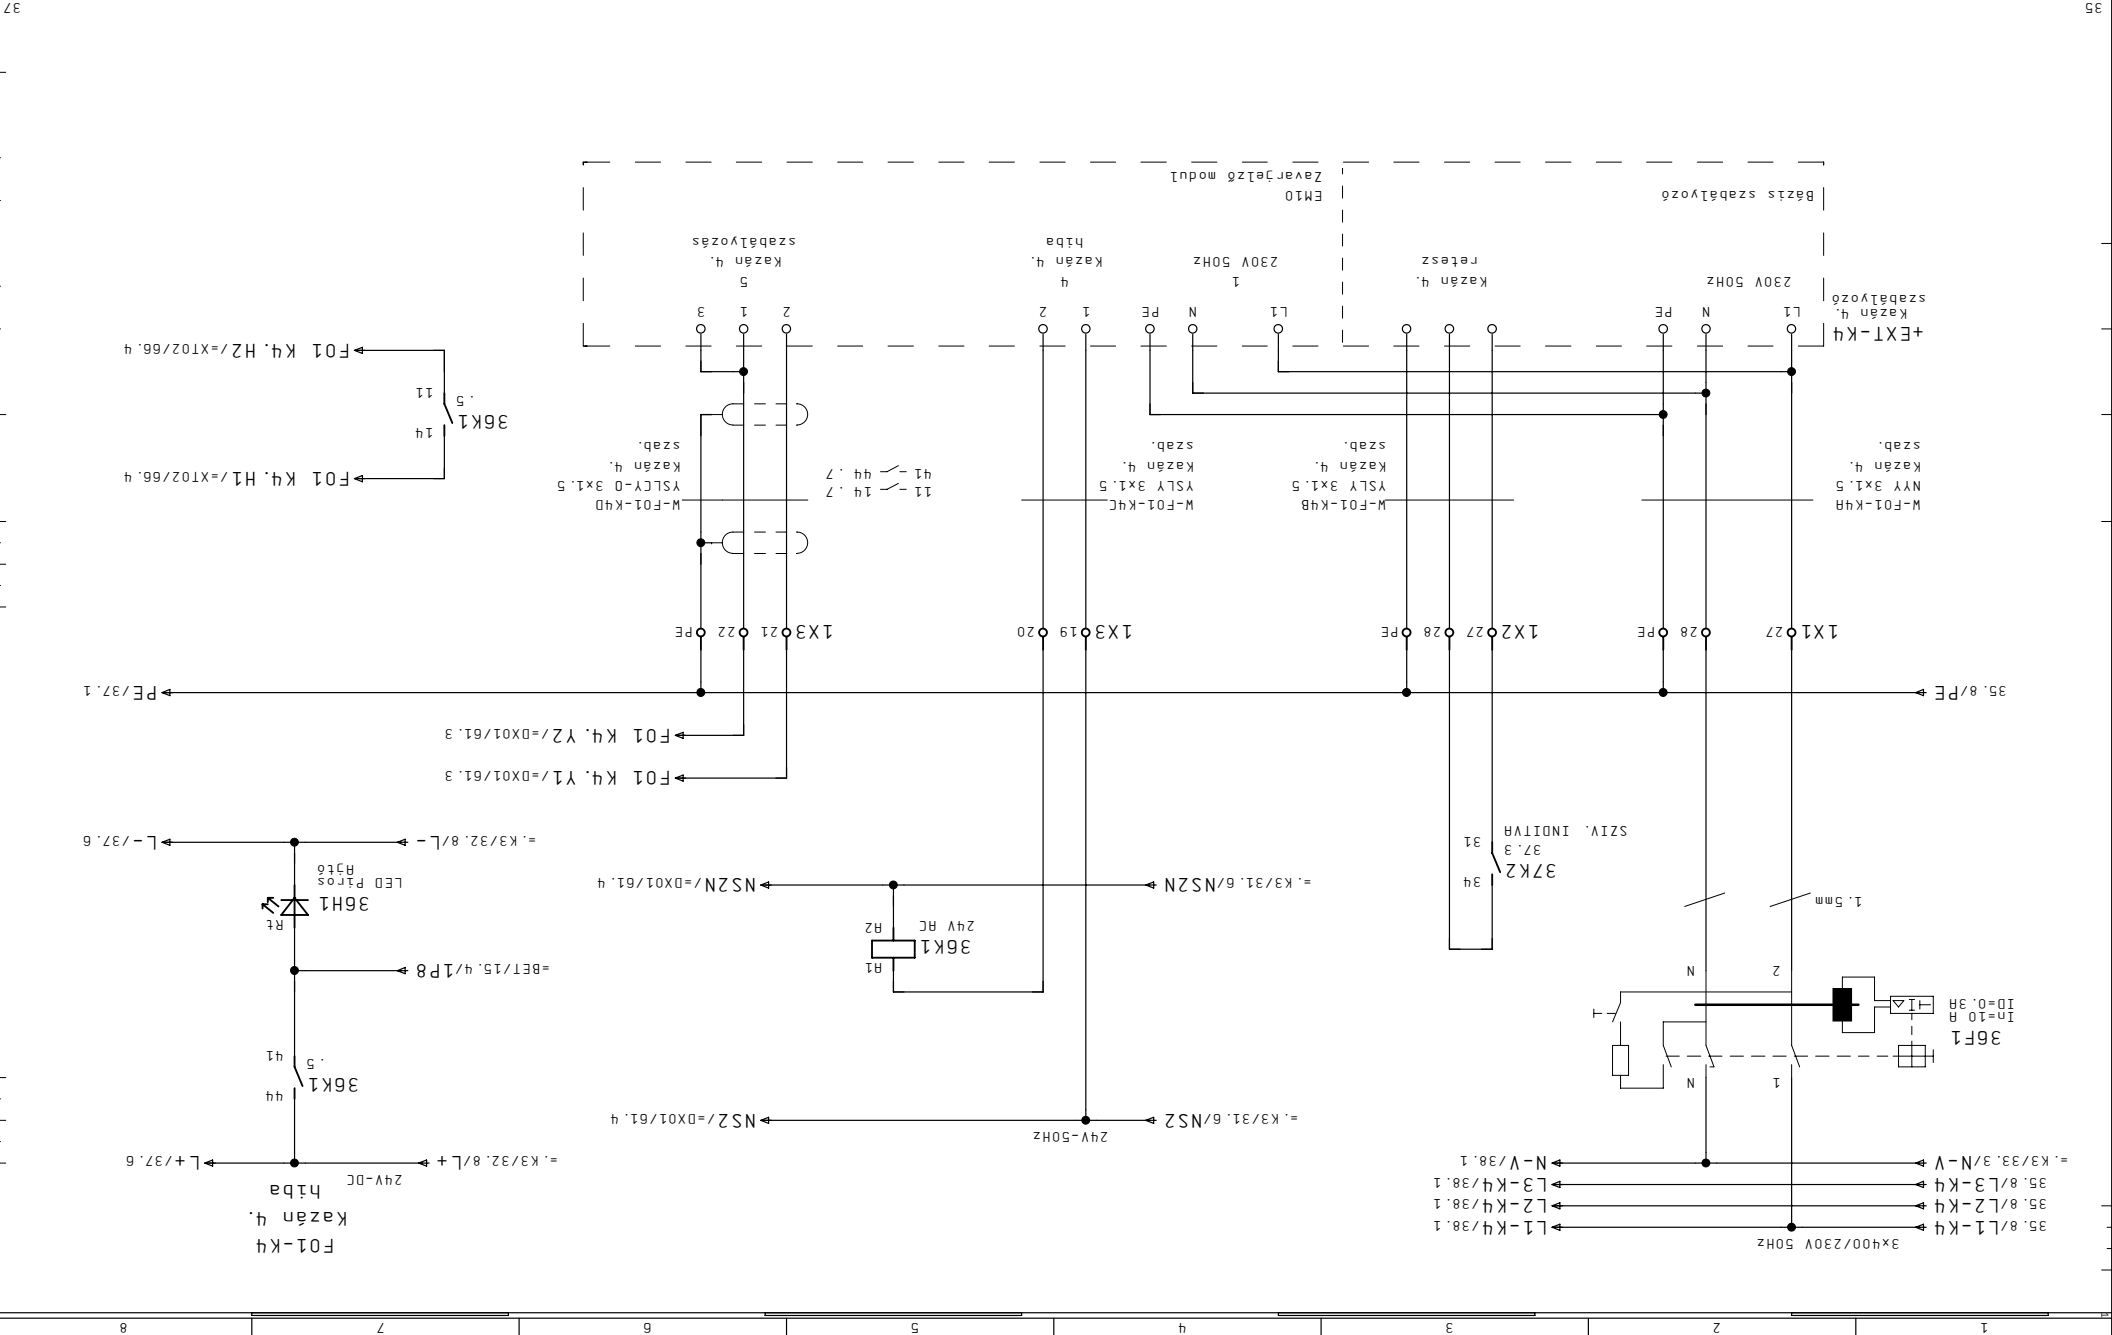 1 2 3 4 5 6 7 8
3x400/230V 50Hz
35.8/L1-K4
L1-K4/38.1
35.8/L2-K4
L2-K4/38.1
35.8/L3-K4
L3-K4/38.1
=.K3/33.3/N-V
N-V/38.1
F01-K4
Kazán 4.
hiba
24V-DC
=.K3/32.8/L+
L+/37.6
24V-50Hz
=.K3/31.6/NS2
NS2/=DX01/61.4
36F1
In=10 A
ID=0.3A
1
N
2
N
1.5mm
44
36K1
.5
41
=BET/15.4/1P8
36K1
24V AC
A1
A2
=.K3/31.6/NS2N
NS2N/=DX01/61.4
Rt
36H1
LED Piros
Ajtó
=.K3/32.8/L-
L-/37.6
34
37K2
37.3
31
SZIV. INDITVA
F01 K4.Y1/=DX01/61.3
F01 K4.Y2/=DX01/61.3
35.8/PE
PE/37.1
1X1
27
28
PE
1X2
27
28
PE
1X3
19
20
1X3
21
22
PE
W-F01-K4A
NYY 3x1.5
Kazán 4.
szab.
W-F01-K4B
YSLY 3x1.5
Kazán 4.
szab.
W-F01-K4C
YSLY 3x1.5
Kazán 4.
szab.
11 14 .7
41 44 .7
W-F01-K4D
YSLCY-O 3x1.5
Kazán 4.
szab.
F01 K4.H1/=XT02/66.4
14
36K1
.5
11
F01 K4.H2/=XT02/66.4
+EXT-K4
Kazán 4.
szabályozó
L1
N
PE
L1
N
PE
1
2
2
1
3
230V 50Hz
Kazán 4.
retesz
1
230V 50Hz
4
Kazán 4.
hiba
5
Kazán 4.
szabályozás
Bázis szabályozó
EM10
Zavarjelző modul
35
37